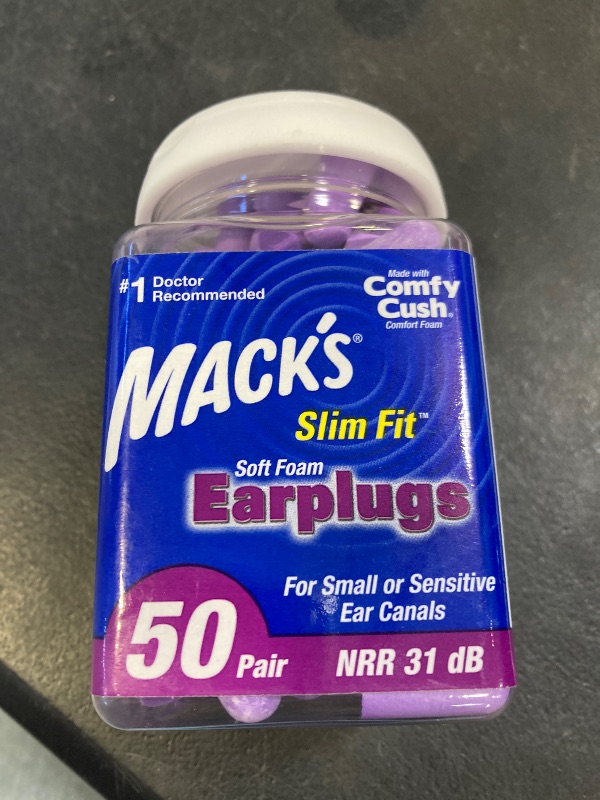 #1 Doctor
Recommended
Made with
Comfy
Cush®
Comfort Foam
MACK'S®
Slim Fit™
Soft Foam
Earplugs
For Small or Sensitive
Ear Canals
50 Pair
NRR 31 dB